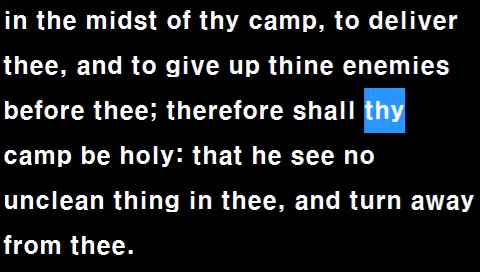 in the midst of thy camp, to deliver
thee, and to give up thine enemies
before thee; therefore shall thy
camp be holy: that he see no
unclean thing in thee, and turn away
from thee.